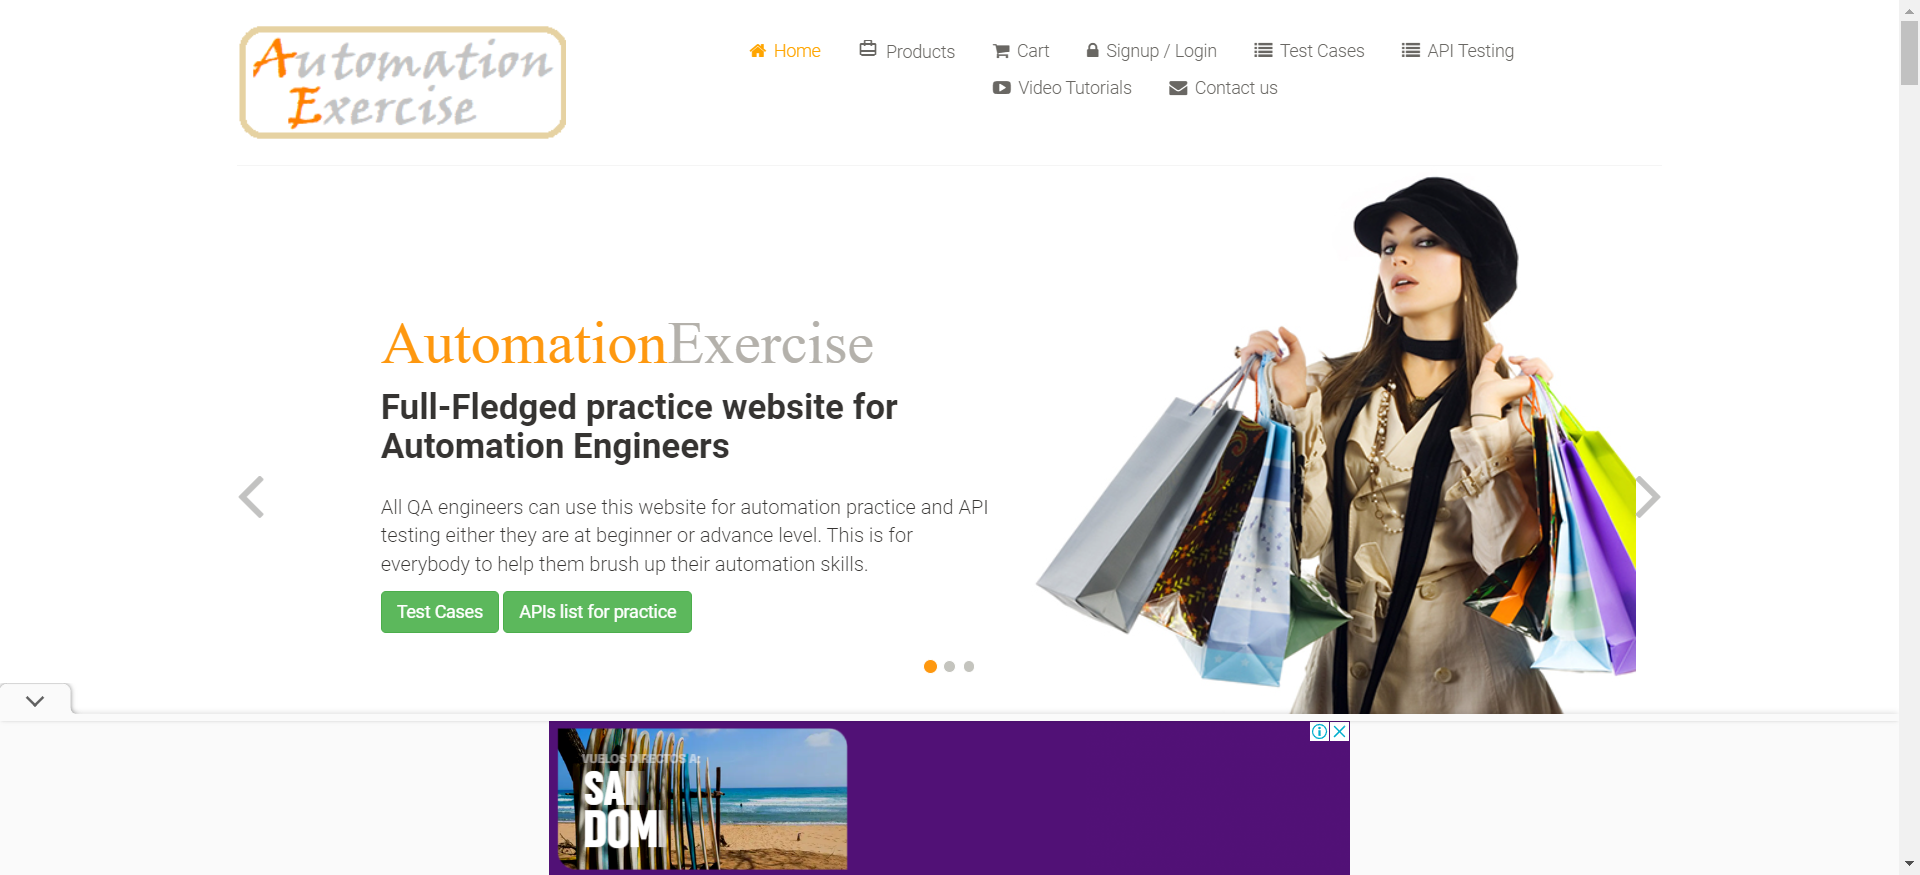 Automation
Exercise
Home
Products
Cart
Signup / Login
Test Cases
API Testing
Video Tutorials
Contact us
AutomationExercise
Full-Fledged practice website for
Automation Engineers
All QA engineers can use this website for automation practice and API
testing either they are at beginner or advance level. This is for
everybody to help them brush up their automation skills.
Test Cases
APIs list for practice
VUELOS DIRECTOS A:
SAN
DOMI